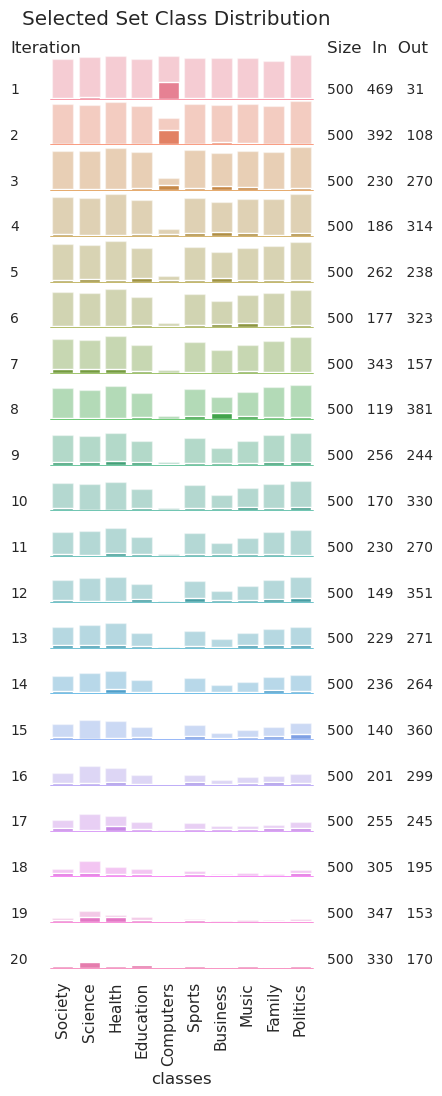 Selected Set Class Distribution
Iteration Size In Out
1 500 469 31
2 500 392 108
3 500 230 270
4 500 186 314
5 500 262 238
6 500 177 323
7 500 343 157
8 500 119 381
9 500 256 244
10 500 170 330
11 500 230 270
12 500 149 351
13 500 229 271
14 500 236 264
15 500 140 360
16 500 201 299
17 500 255 245
18 500 305 195
19 500 347 153
20 500 330 170
Society
Science
Health
Education
Computers
Sports
Business
Music
Family
Politics
classes